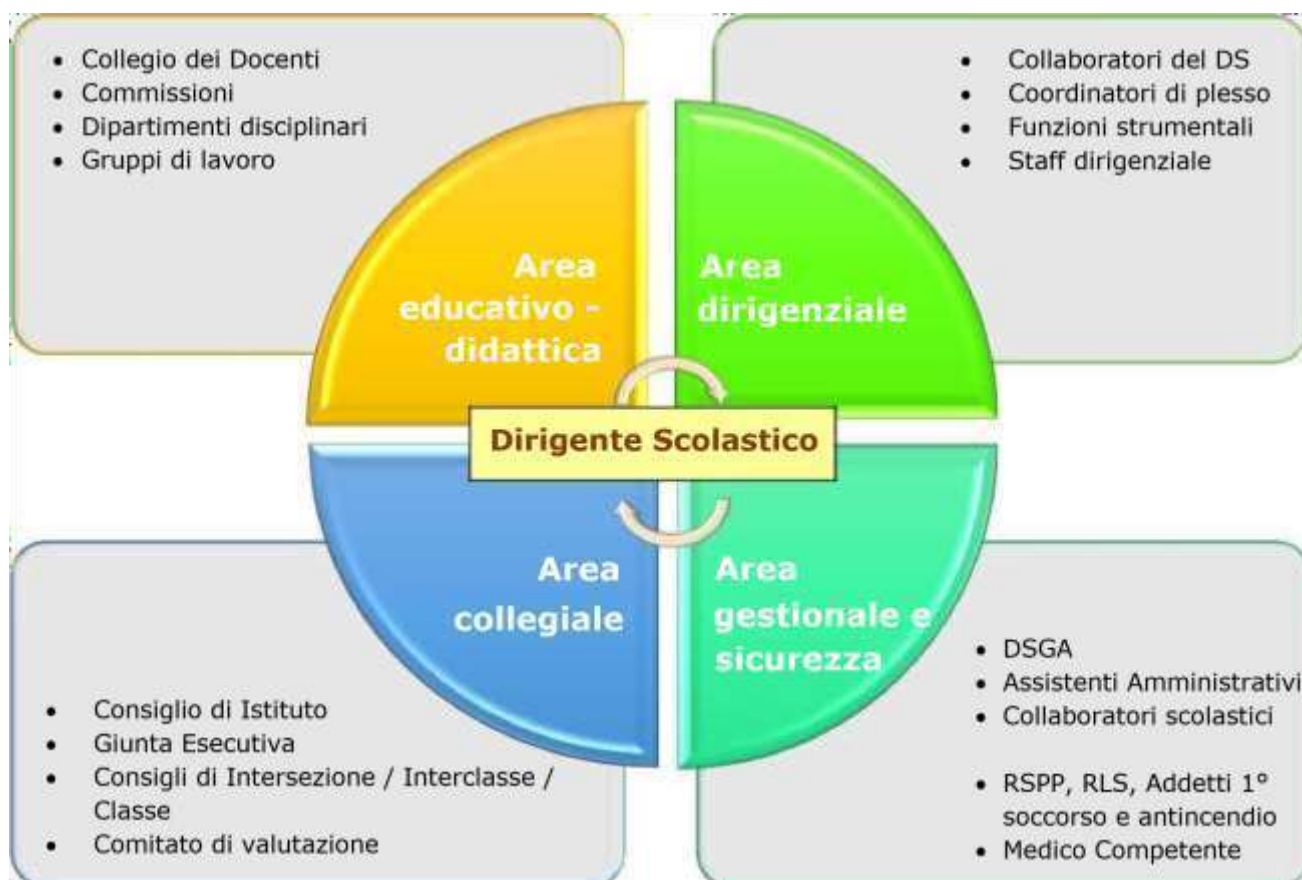 • Collegio dei Docenti
• Commissioni
• Dipartimenti disciplinari
• Gruppi di lavoro
• Collaboratori del DS
• Coordinatori di plesso
• Funzioni strumentali
• Staff dirigenziale
Area
educativo -
didattica
Area
dirigenziale
Dirigente Scolastico
Area
collegiale
Area
gestionale e
sicurezza
• Consiglio di Istituto
• Giunta Esecutiva
• Consigli di Intersezione / Interclasse /
Classe
• Comitato di valutazione
• DSGA
• Assistenti Amministrativi
• Collaboratori scolastici
• RSPP, RLS, Addetti 1°
soccorso e antincendio
• Medico Competente